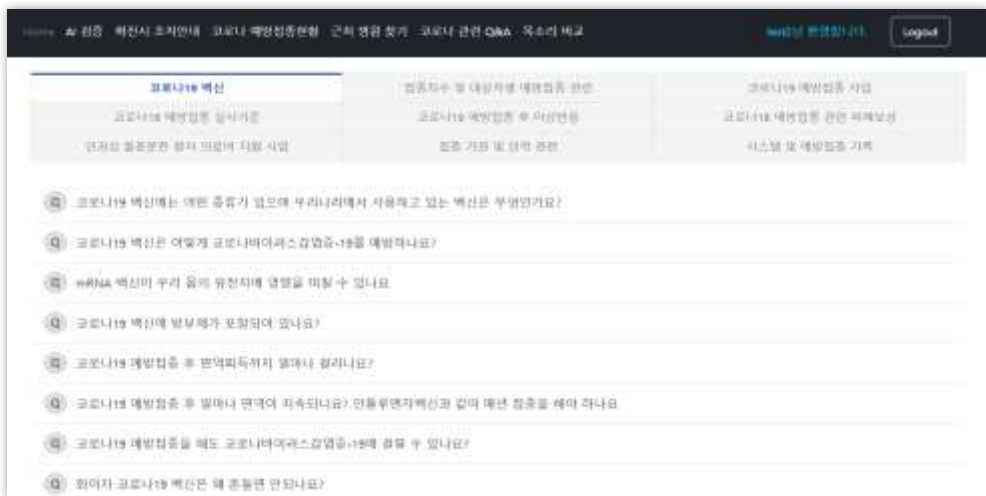 Home AI 검증 확진시 조치안내 코로나 예방접종현황 근처 병원 찾기 코로나 관련 Q&A 목소리 비교 test2님 환영합니다. Logout
코로나19 백신 접종차수 및 대상자별 예방접종 관련 코로나19 예방접종 사업
코로나19 예방접종 실시기준 코로나19 예방접종 후 이상반응 코로나19 예방접종 관련 피해보상
인과성 불충분한 환자 의료비 지원 사업 접종 기관 및 인력 관련 시스템 및 예방접종 기록
Q 코로나19 백신에는 어떤 종류가 있으며 우리나라에서 사용하고 있는 백신은 무엇인가요?
Q 코로나19 백신은 어떻게 코로나바이러스감염증-19를 예방하나요?
Q mRNA 백신이 우리 몸의 유전자에 영향을 미칠 수 있나요
Q 코로나19 백신에 방부제가 포함되어 있나요?
Q 코로나19 예방접종 후 면역획득까지 얼마나 걸리나요?
Q 코로나19 예방접종 후 얼마나 면역이 지속되나요? 인플루엔자백신과 같이 매년 접종을 해야 하나요
Q 코로나19 예방접종을 해도 코로나바이러스감염증-19에 걸릴 수 있나요?
Q 화이자 코로나19 백신은 왜 흔들면 안되나요?